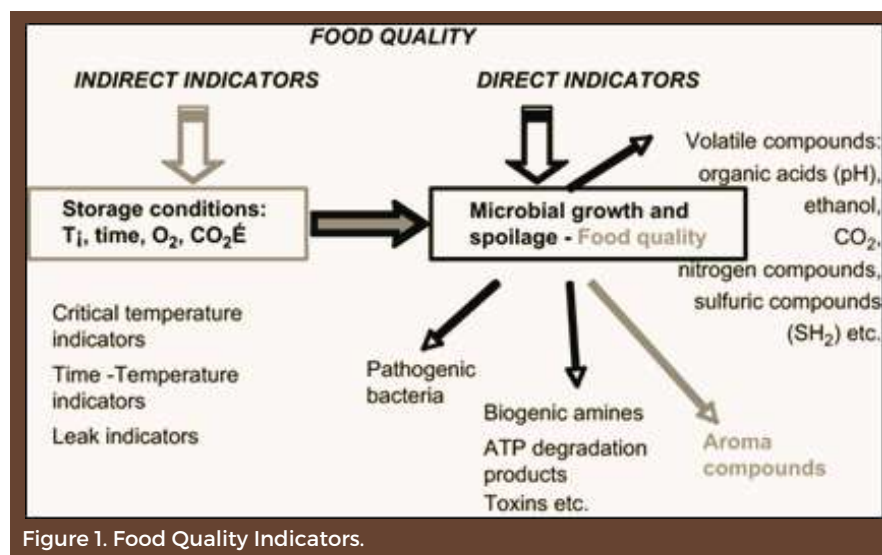 FOOD QUALITY
INDIRECT INDICATORS
DIRECT INDICATORS
Storage conditions:
T¡, time, O₂, CO₂É
Microbial growth and
spoilage - Food quality
Volatile compounds:
organic acids (pH),
ethanol,
CO₂,
nitrogen compounds,
sulfuric compounds
(SH₂) etc.
Critical temperature
indicators
Time -Temperature
indicators
Leak indicators
Pathogenic
bacteria
Biogenic amines
ATP degradation
products
Toxins etc.
Aroma
compounds
Figure 1. Food Quality Indicators.